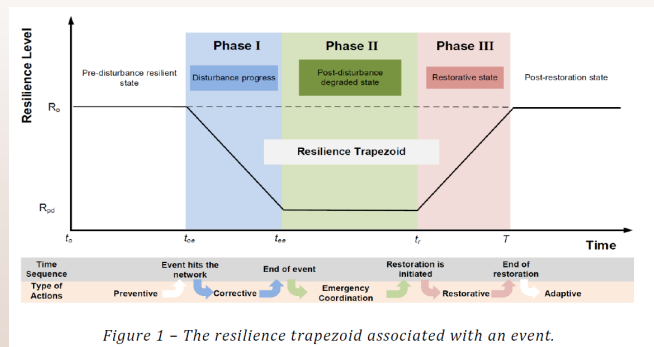 Resilience Level
Phase I
Phase II
Phase III
Pre-disturbance resilient
state
Disturbance progress
Post-disturbance
degraded state
Restorative state
Post-restoration state
Ro
Resilience Trapezoid
Rpd
to
toe
tee
tr
T
Time
Time
Sequence
Event hits the
network
End of event
Restoration is
initiated
End of
restoration
Type of
Actions
Preventive
Corrective
Emergency
Coordination
Restorative
Adaptive
Figure 1 – The resilience trapezoid associated with an event.